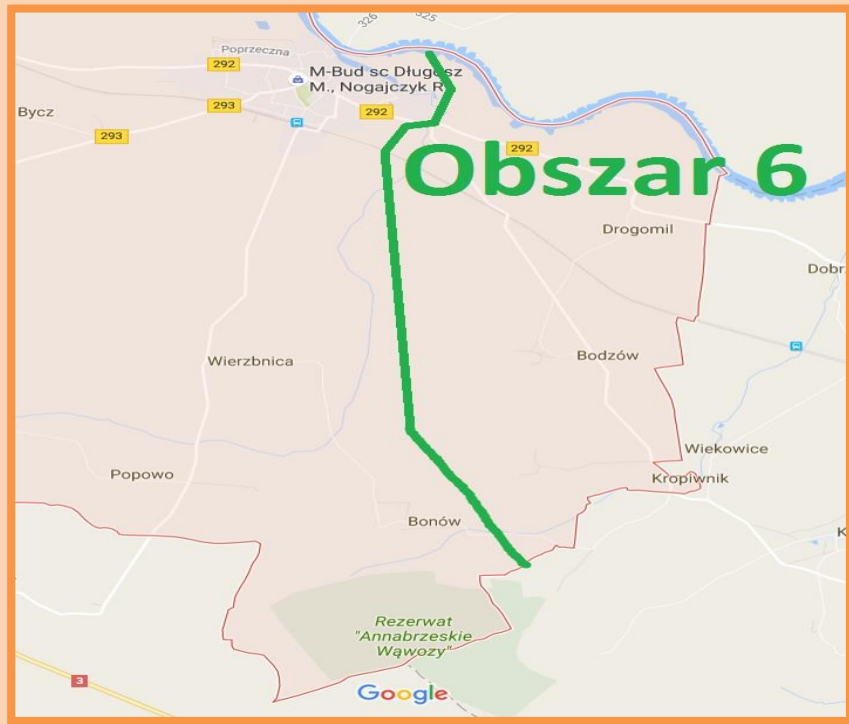 326
325
Poprzeczna
292
M-Bud sc Długosz
M., Nogajczyk R
Bycz
293
292
293
292
Obszar 6
Drogomil
Dobrz
Wierzbnica
Bodzów
Wiekowice
Popowo
Kropiwnik
Bonów
K
Rezerwat
"Annabrzeskie
Wąwozy"
3
Google